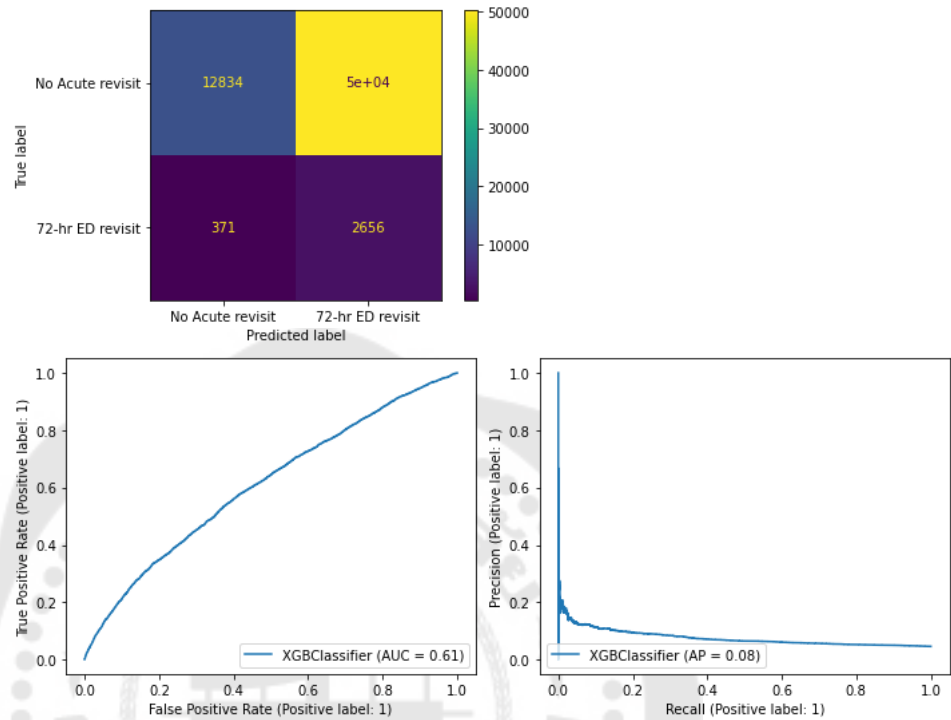 50000
No Acute revisit
12834
5e+04
40000
30000
True label
72-hr ED revisit
371
2656
20000
10000
No Acute revisit
72-hr ED revisit
Predicted label
True Positive Rate (Positive label: 1)
1.0
0.8
0.6
0.4
0.2
0.0
XGBClassifier (AUC = 0.61)
0.0
0.2
0.4
0.6
0.8
1.0
False Positive Rate (Positive label: 1)
Precision (Positive label: 1)
1.0
0.8
0.6
0.4
0.2
0.0
XGBClassifier (AP = 0.08)
0.0
0.2
0.4
0.6
0.8
1.0
Recall (Positive label: 1)